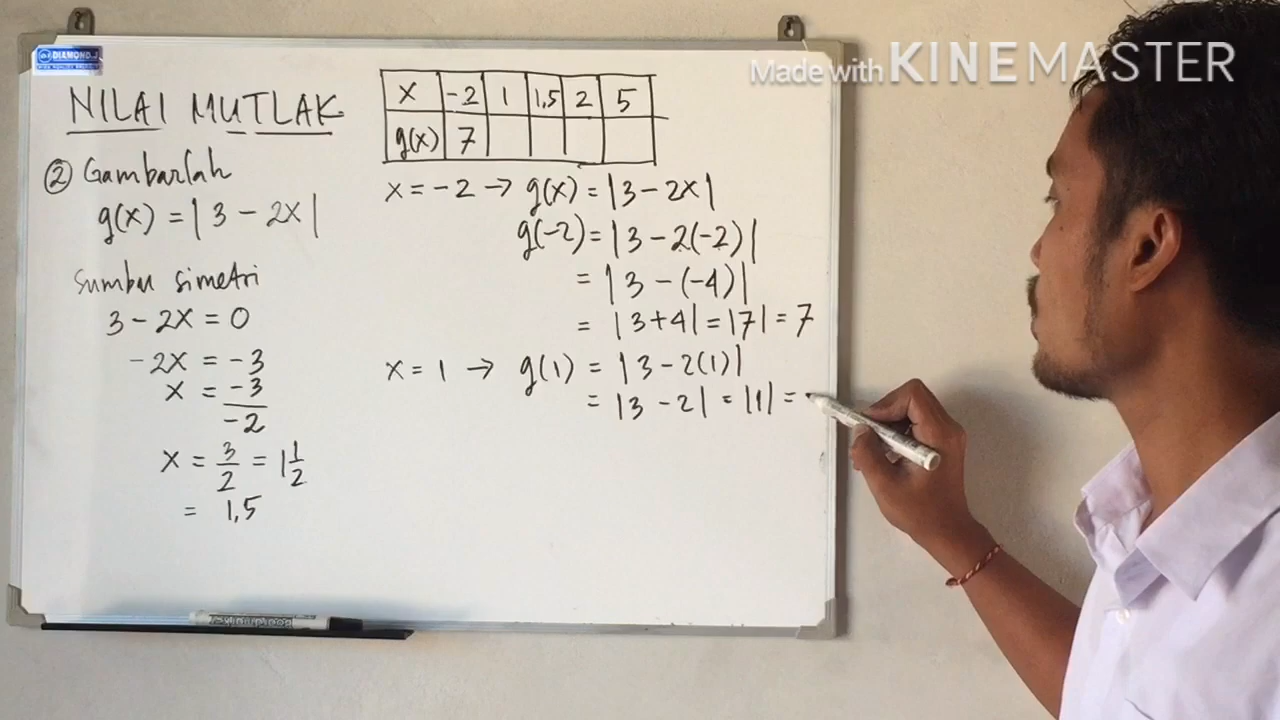 Made with KINEMASTER
DIAMOND.J
NILAI MUTLAK
x | -2 | 1 | 1,5 | 2 | 5
g(x) | 7 | | | |
② Gambarlah
g(x) = |3 - 2x|
Sumbu simetri
3 - 2x = 0
-2x = -3
x = -3/-2
x = 3/2 = 1 1/2
= 1,5
x = -2 → g(x) = |3 - 2x|
g(-2) = |3 - 2(-2)|
= |3 - (-4)|
= |3+4| = |7| = 7
x = 1 → g(1) = |3 - 2(1)|
= |3 - 2| = |1| =